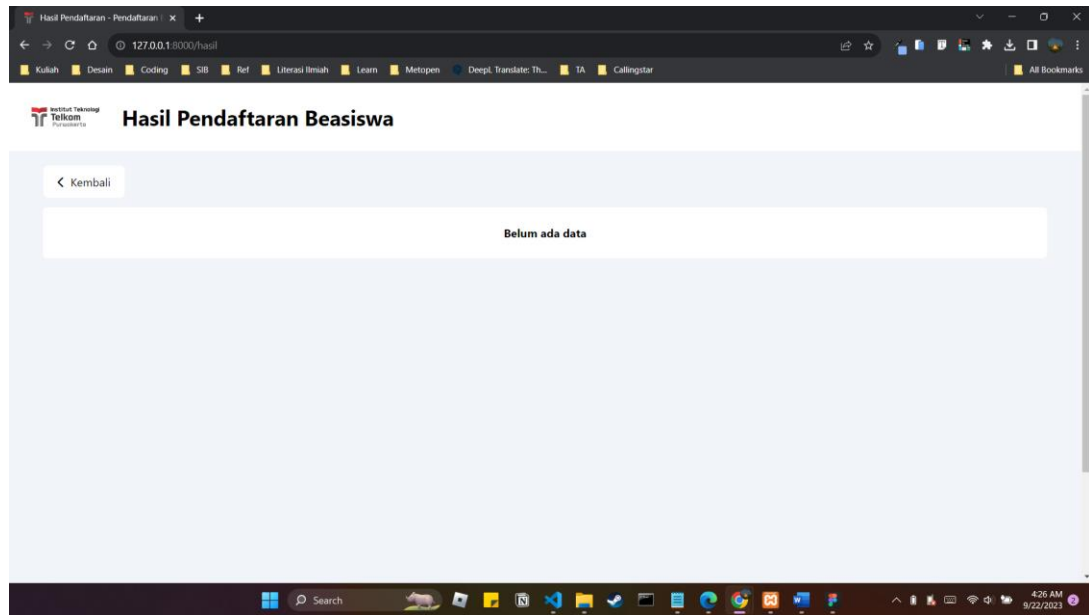 Hasil Pendaftaran - Pendaftaran
127.0.0.1:8000/hasil
Kuliah Desain Coding SIB Ref Literasi Ilmiah Learn Metopen DeepL Translate: Th... TA Callingstar All Bookmarks
Institut Teknologi
Telkom
Purwokerto
Hasil Pendaftaran Beasiswa
Kembali
Belum ada data
Search
4:26 AM
9/22/2023
2